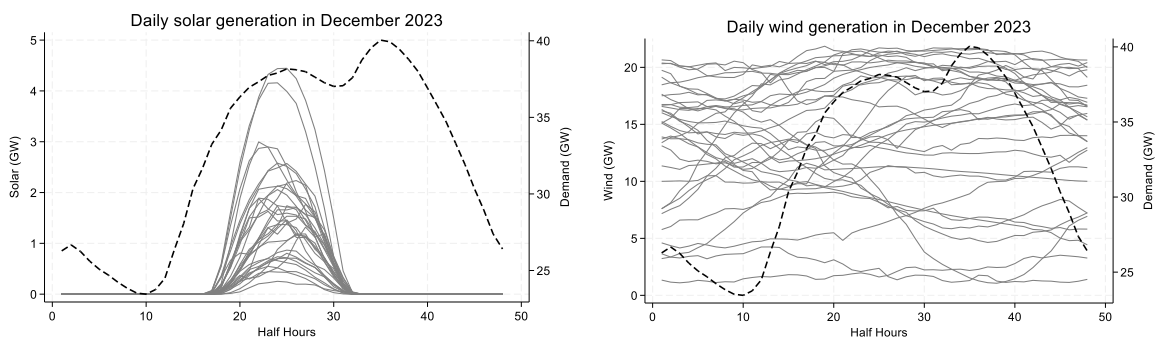 Daily solar generation in December 2023
5
4
3
2
1
0
Solar (GW)
40
35
30
25
Demand (GW)
0 10 20 30 40 50
Half Hours
Daily wind generation in December 2023
20
15
10
5
0
Wind (GW)
40
35
30
25
Demand (GW)
0 10 20 30 40 50
Half Hours